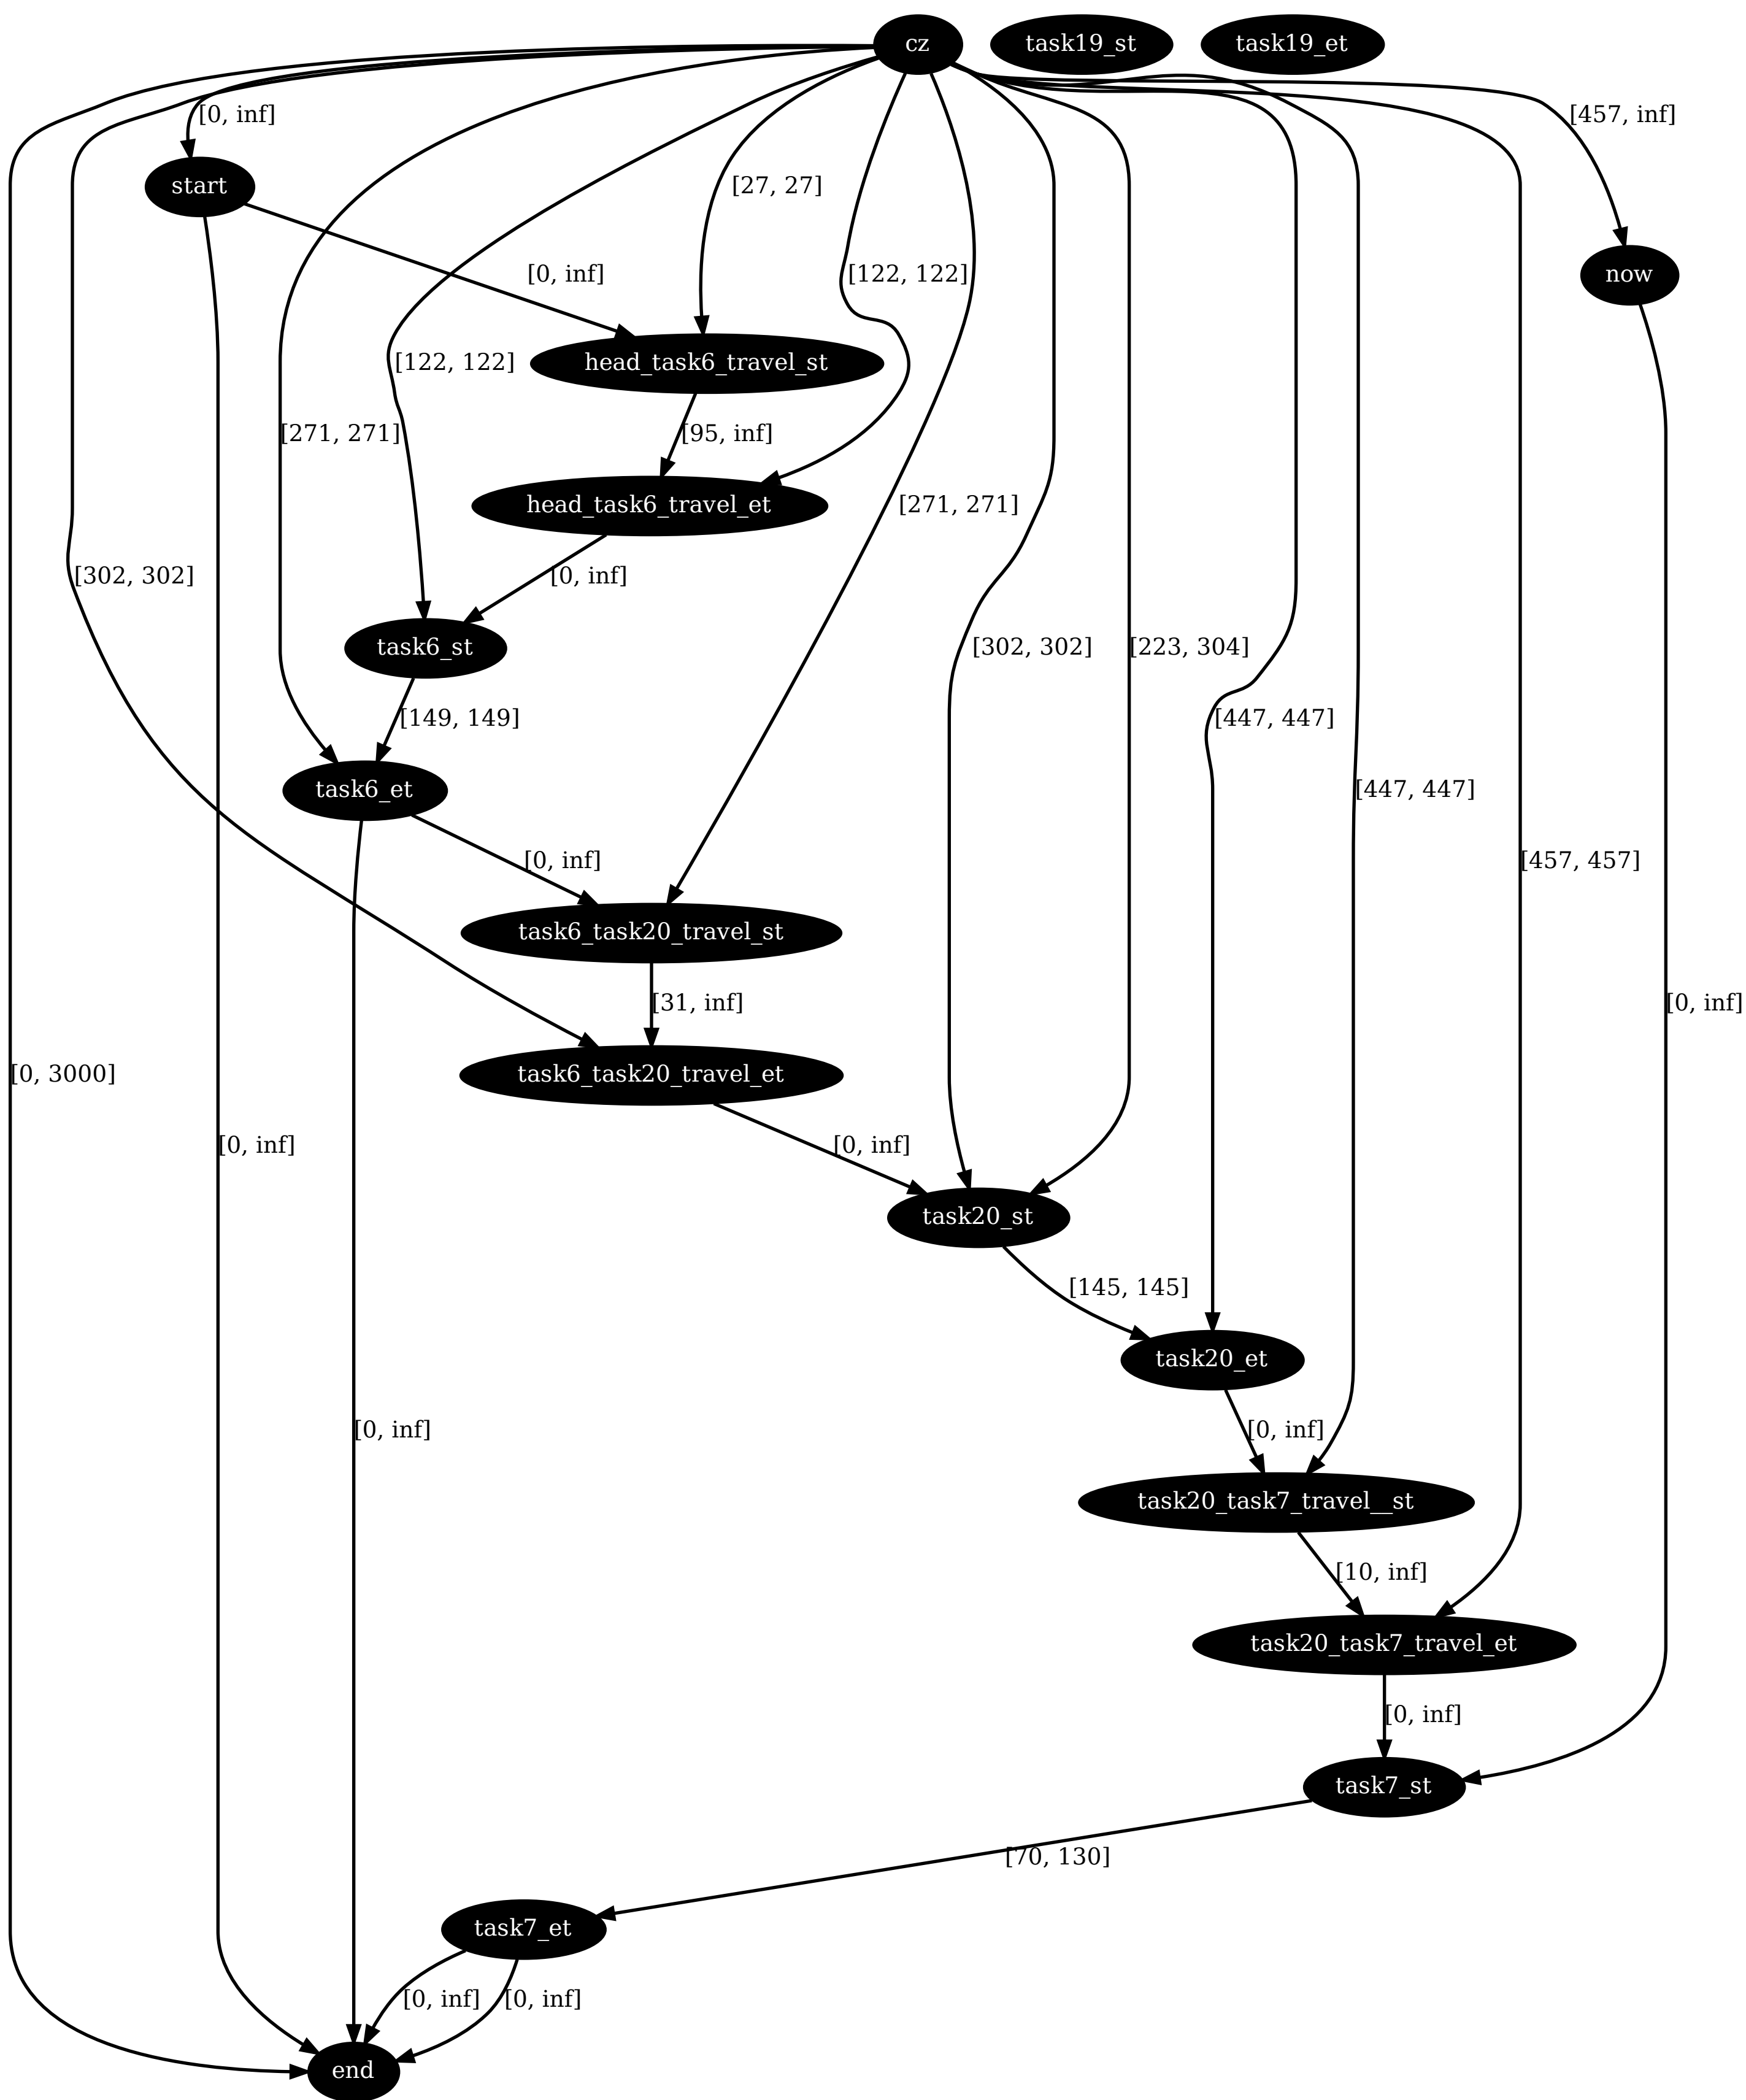 cz
task19_st
task19_et
[0, inf]
[457, inf]
start
[27, 27]
now
[0, inf]
[122, 122]
[122, 122]
head_task6_travel_st
[271, 271]
[95, inf]
head_task6_travel_et
[271, 271]
[302, 302]
[0, inf]
task6_st
[302, 302]
[223, 304]
[149, 149]
[447, 447]
task6_et
[447, 447]
[0, inf]
[457, 457]
task6_task20_travel_st
[31, inf]
[0, inf]
[0, 3000]
task6_task20_travel_et
[0, inf]
[0, inf]
task20_st
[145, 145]
task20_et
[0, inf]
[0, inf]
task20_task7_travel__st
[10, inf]
task20_task7_travel_et
[0, inf]
task7_st
[70, 130]
task7_et
[0, inf]
[0, inf]
end